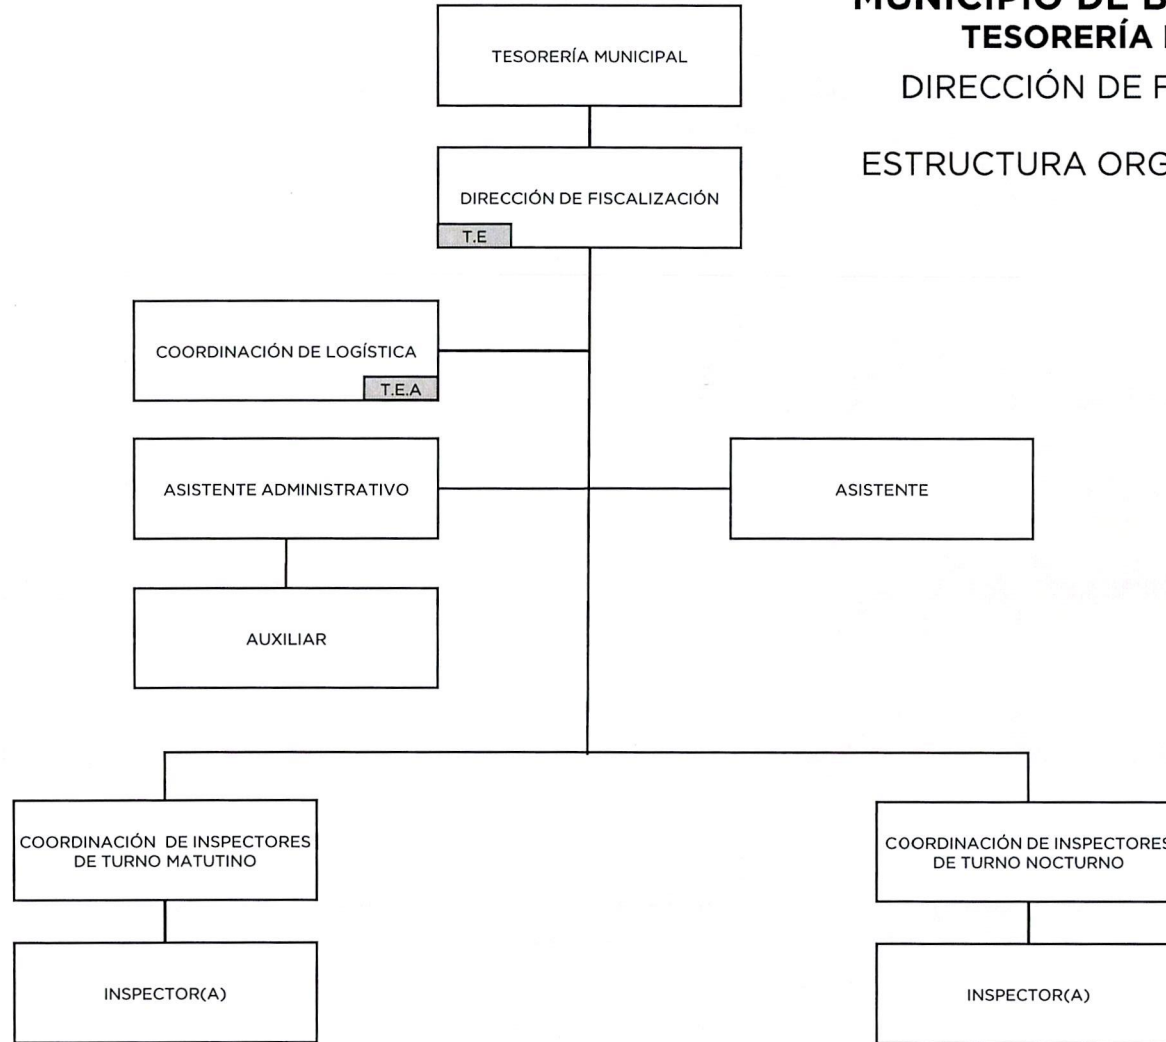 MUNICIPIO DE B
TESORERÍA
DIRECCIÓN DE F
ESTRUCTURA ORG
TESORERÍA MUNICIPAL
DIRECCIÓN DE FISCALIZACIÓN
T.E
COORDINACIÓN DE LOGÍSTICA
T.E.A
ASISTENTE ADMINISTRATIVO
ASISTENTE
AUXILIAR
COORDINACIÓN DE INSPECTORES
DE TURNO MATUTINO
COORDINACIÓN DE INSPECTORES
DE TURNO NOCTURNO
INSPECTOR(A)
INSPECTOR(A)